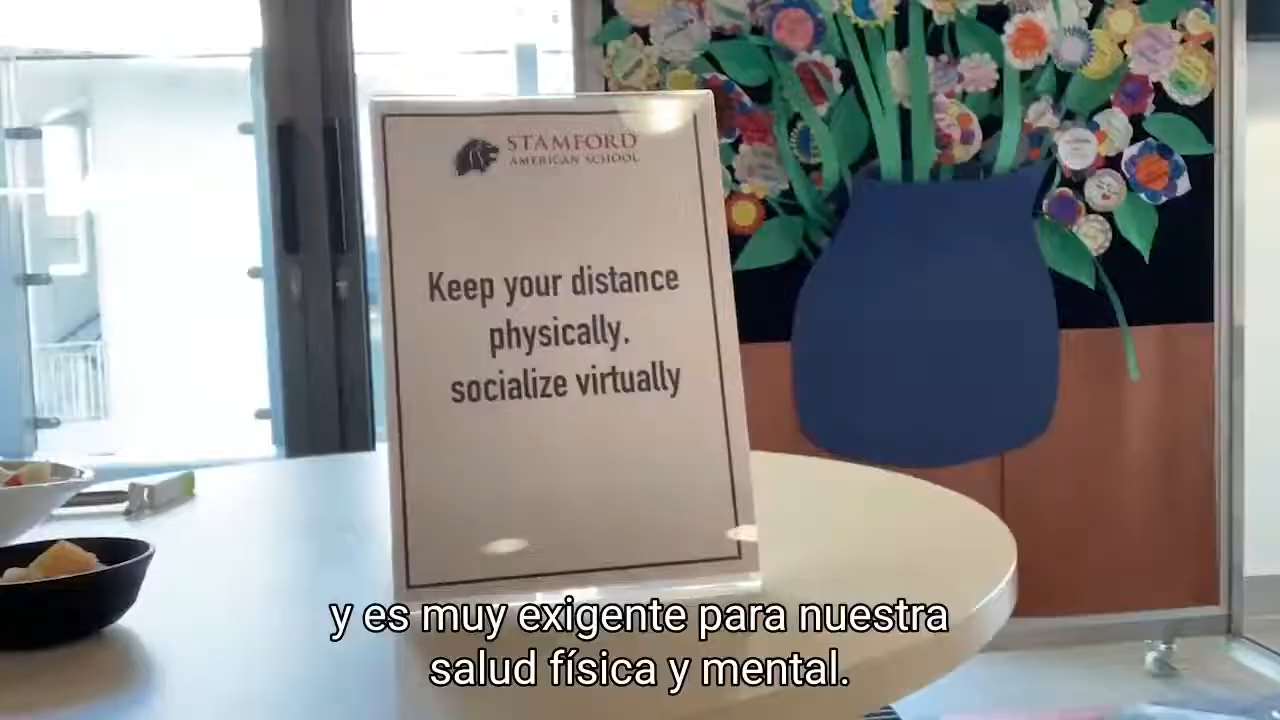 STAMFORD
AMERICAN SCHOOL
Keep your distance
physically,
socialize virtually
y es muy exigente para nuestra
salud física y mental.